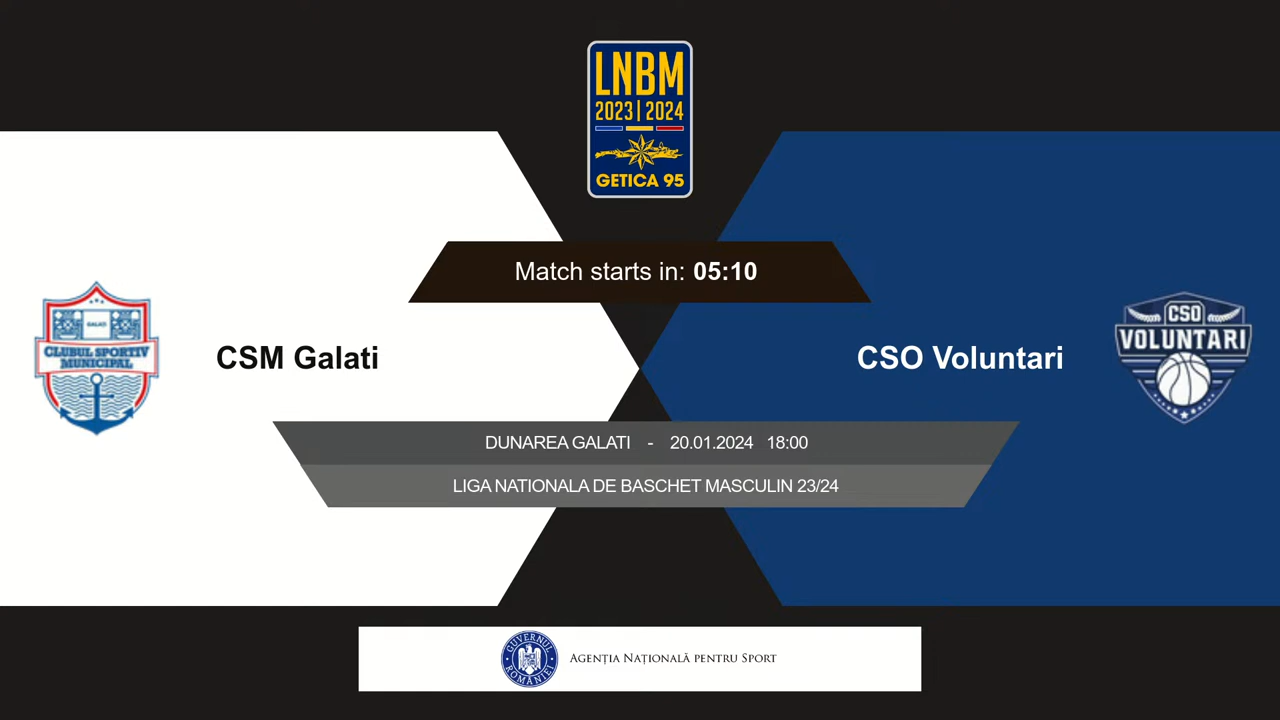 LNBM
2023 | 2024
GETICA 95
Match starts in: 05:10
GALATI
CLUBUL SPORTIV
MUNICIPAL
CSM Galati
CSO Voluntari
CSO
VOLUNTARI
DUNAREA GALATI - 20.01.2024 18:00
LIGA NATIONALA DE BASCHET MASCULIN 23/24
GUVERNUL
ROMÂNIEI
AGENȚIA NAȚIONALĂ PENTRU SPORT